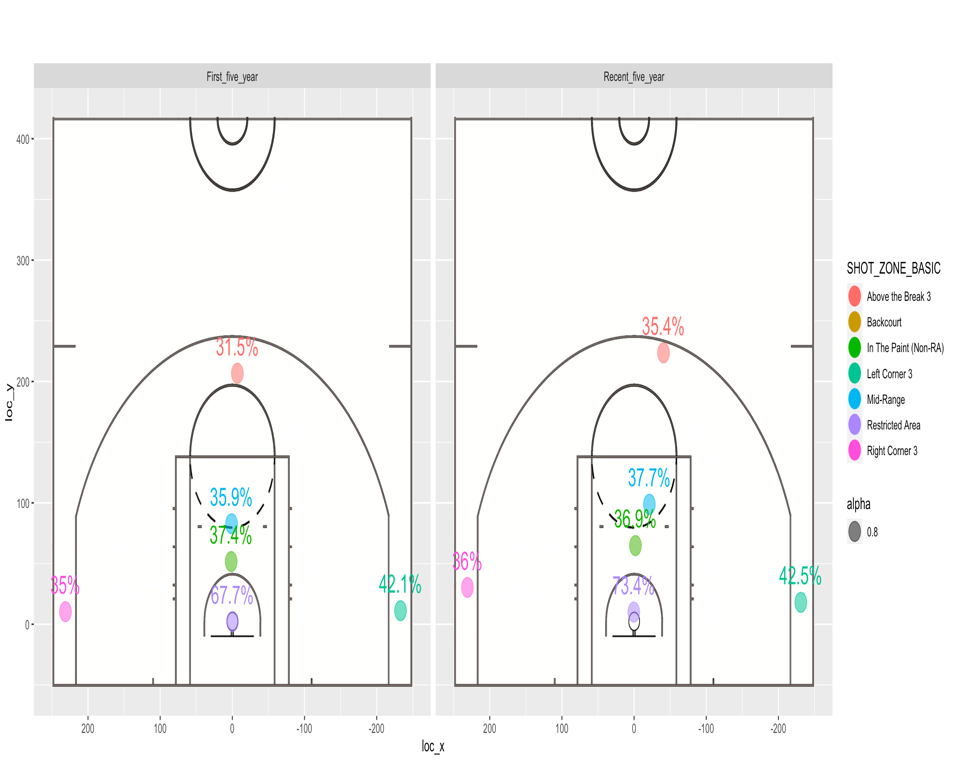 First_five_year
Recent_five_year
400
300
200
100
0
loc_y
31.5%
35.9%
37.4%
67.7%
35%
42.1%
35.4%
37.7%
36.9%
73.4%
36%
42.5%
200
100
0
-100
-200
200
100
0
-100
-200
loc_x
SHOT_ZONE_BASIC
Above the Break 3
Backcourt
In The Paint (Non-RA)
Left Corner 3
Mid-Range
Restricted Area
Right Corner 3
alpha
0.8